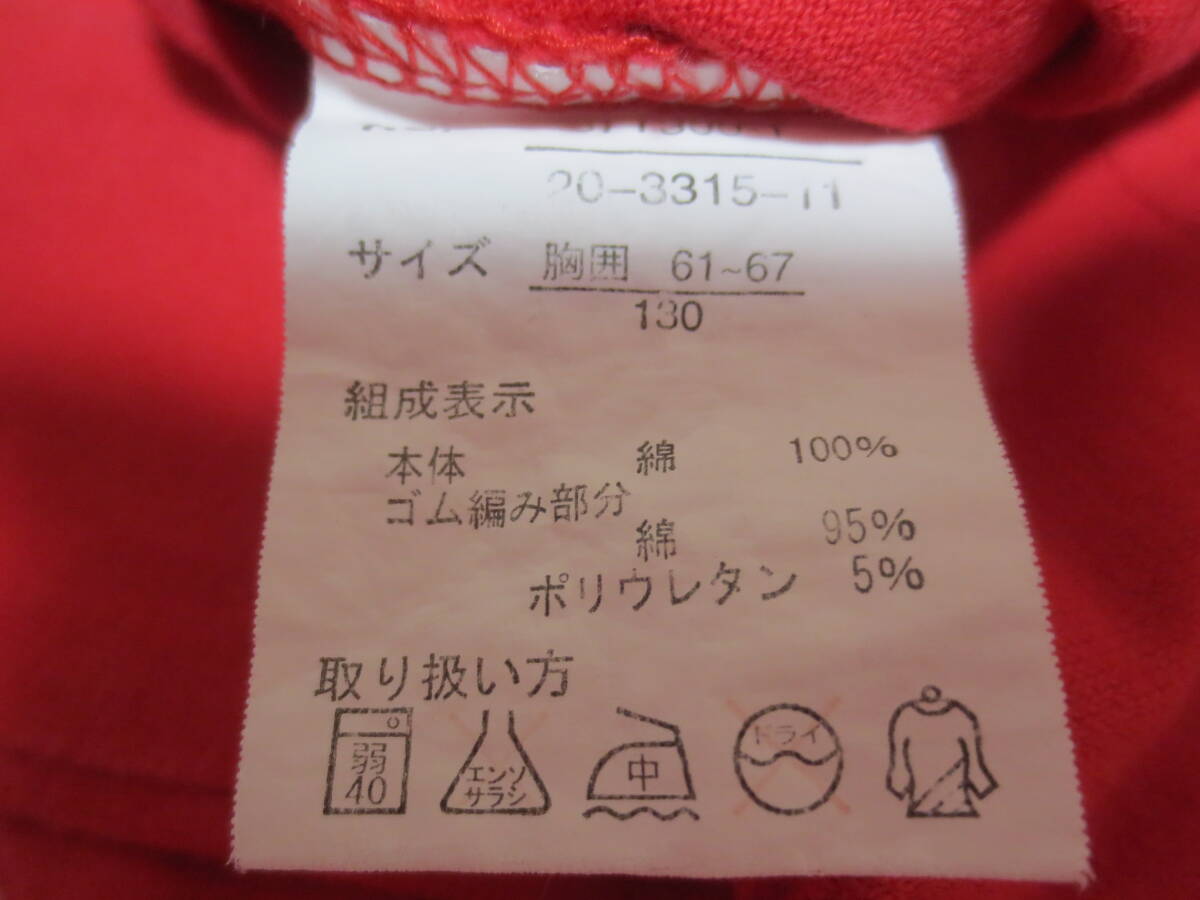 20-3315-11
サイズ 胸囲 61~67
130
組成表示
本体 綿 100%
ゴム編み部分
綿 95%
ポリウレタン 5%
取り扱い方
弱
40
エンソ
サラシ
中
ドライ